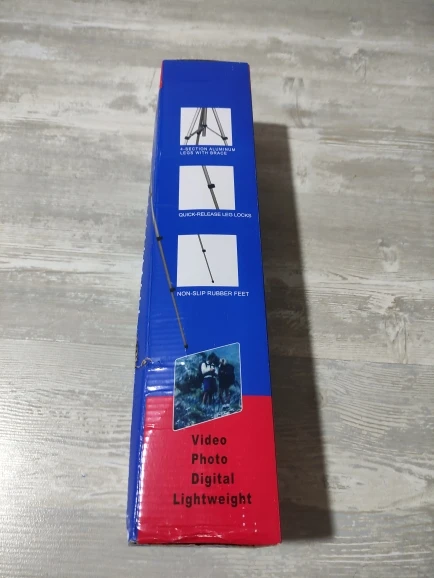 4-SECTION ALUMINUM
LEGS WITH BRACE
QUICK-RELEASE LEG LOCKS
NON-SLIP RUBBER FEET
Video
Photo
Digital
Lightweight